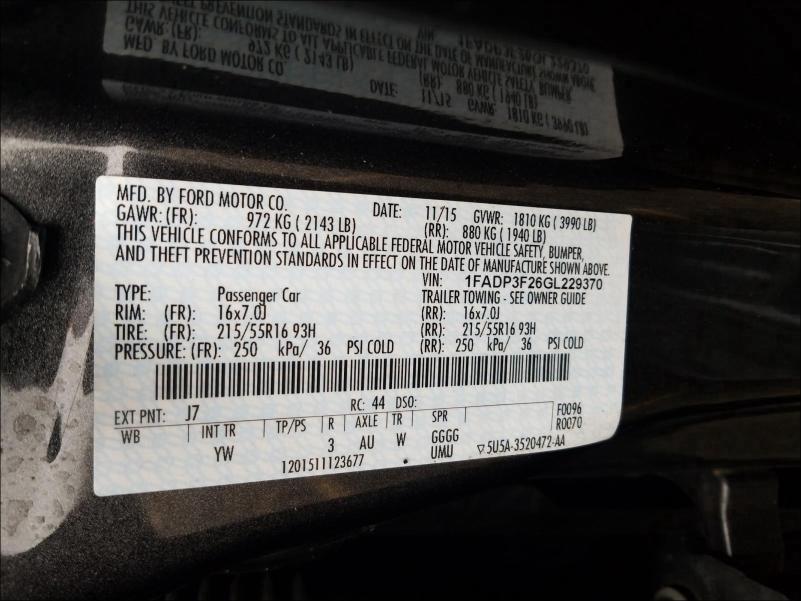 MFD. BY FORD MOTOR CO. DATE: 11/15 GVWR: 1810 KG ( 3990 LB)
GAWR: (FR): 972 KG ( 2143 LB) (RR): 880 KG ( 1940 LB)
THIS VEHICLE CONFORMS TO ALL APPLICABLE FEDERAL MOTOR VEHICLE SAFETY, BUMPER,
AND THEFT PREVENTION STANDARDS IN EFFECT ON THE DATE OF MANUFACTURE SHOWN ABOVE.
VIN: 1FADP3F26GL229370
TYPE: Passenger Car TRAILER TOWING - SEE OWNER GUIDE
RIM: (FR) 16x7.0J (RR): 16x7.0J
TIRE: (FR): 215/55R16 93H (RR): 215/55R16 93H
PRESSURE: (FR): 250 kPa/ 36 PSI COLD (RR): 250 kPa/ 36 PSI COLD
EXT PNT: J7 RC: 44 DSO: F0096
WB INT TR TP/PS R AXLE TR SPR R0070
YW 3 AU W GGGG
UMU ▽5U5A-3520472-AA
1201511123677